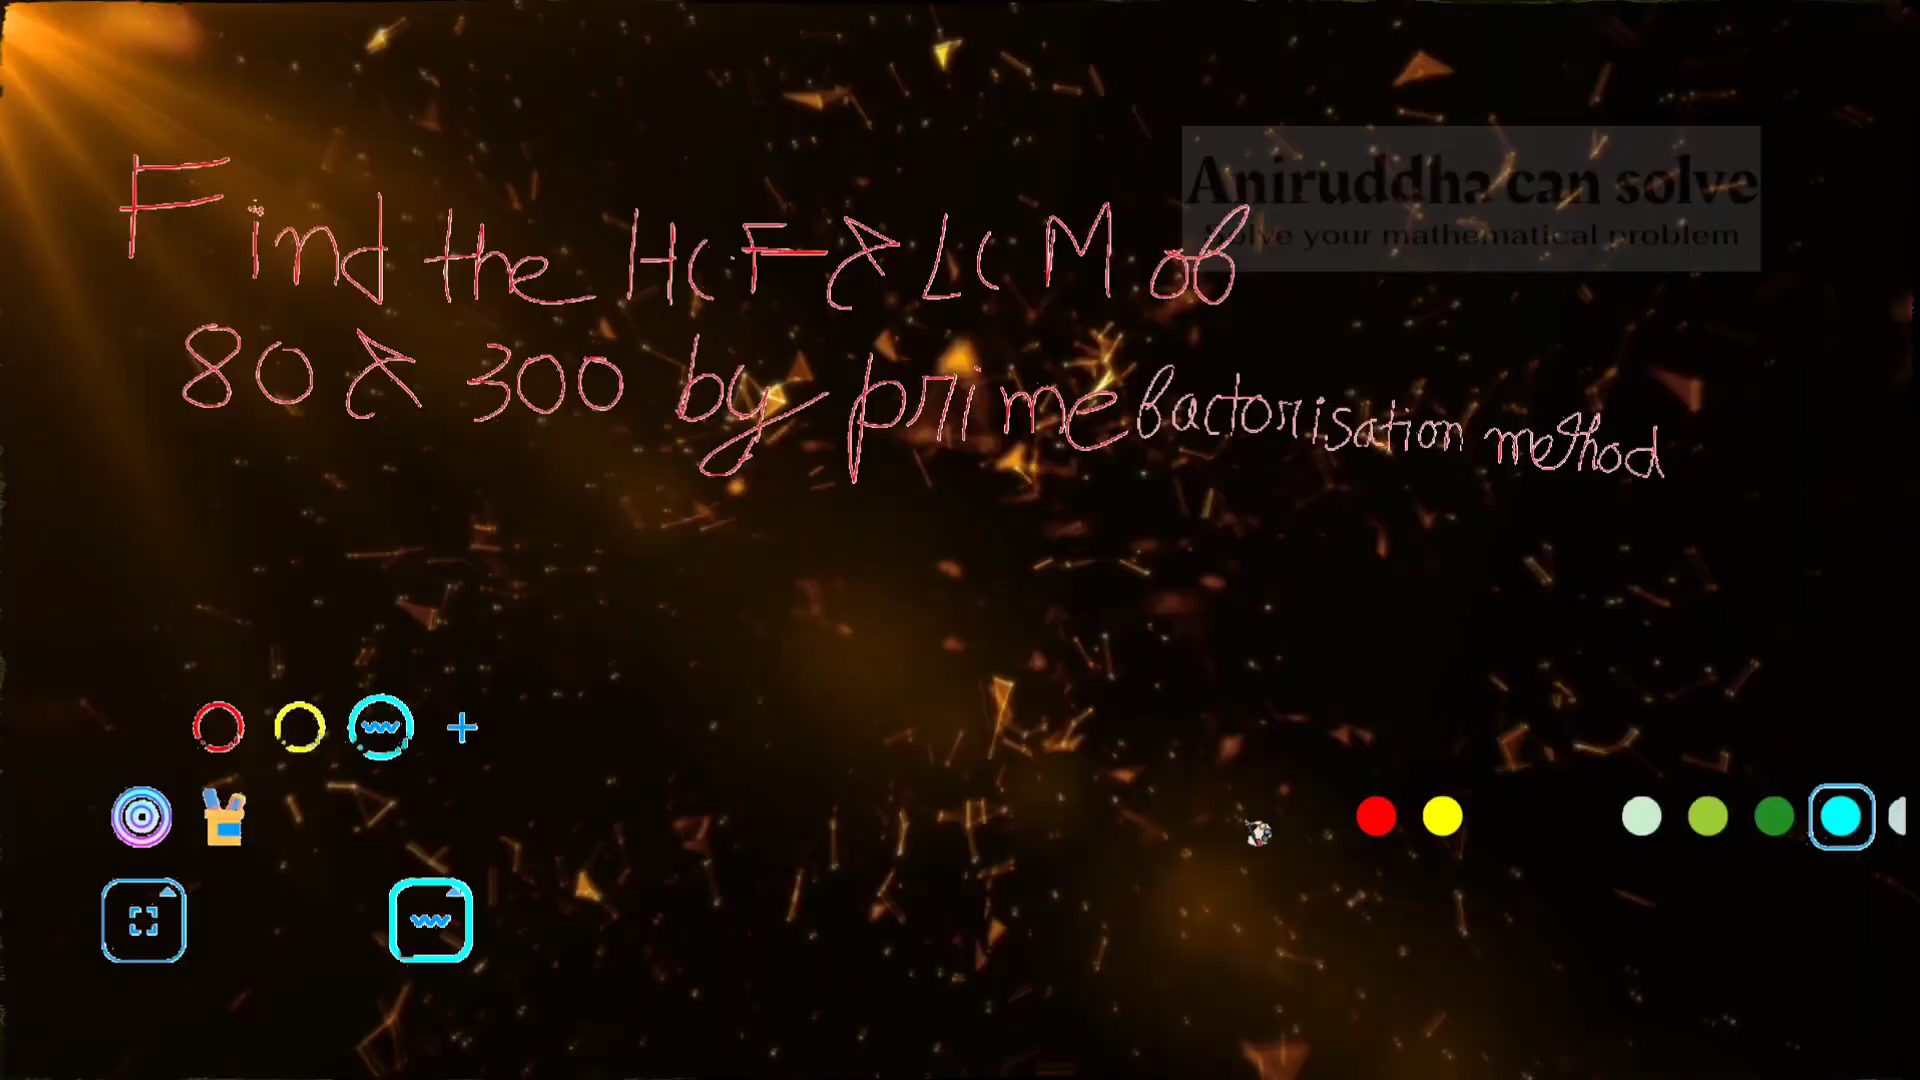 Aniruddha can solve
Solve your mathematical problem
Find the HCF & LCM of
80 & 300 by prime factorisation method